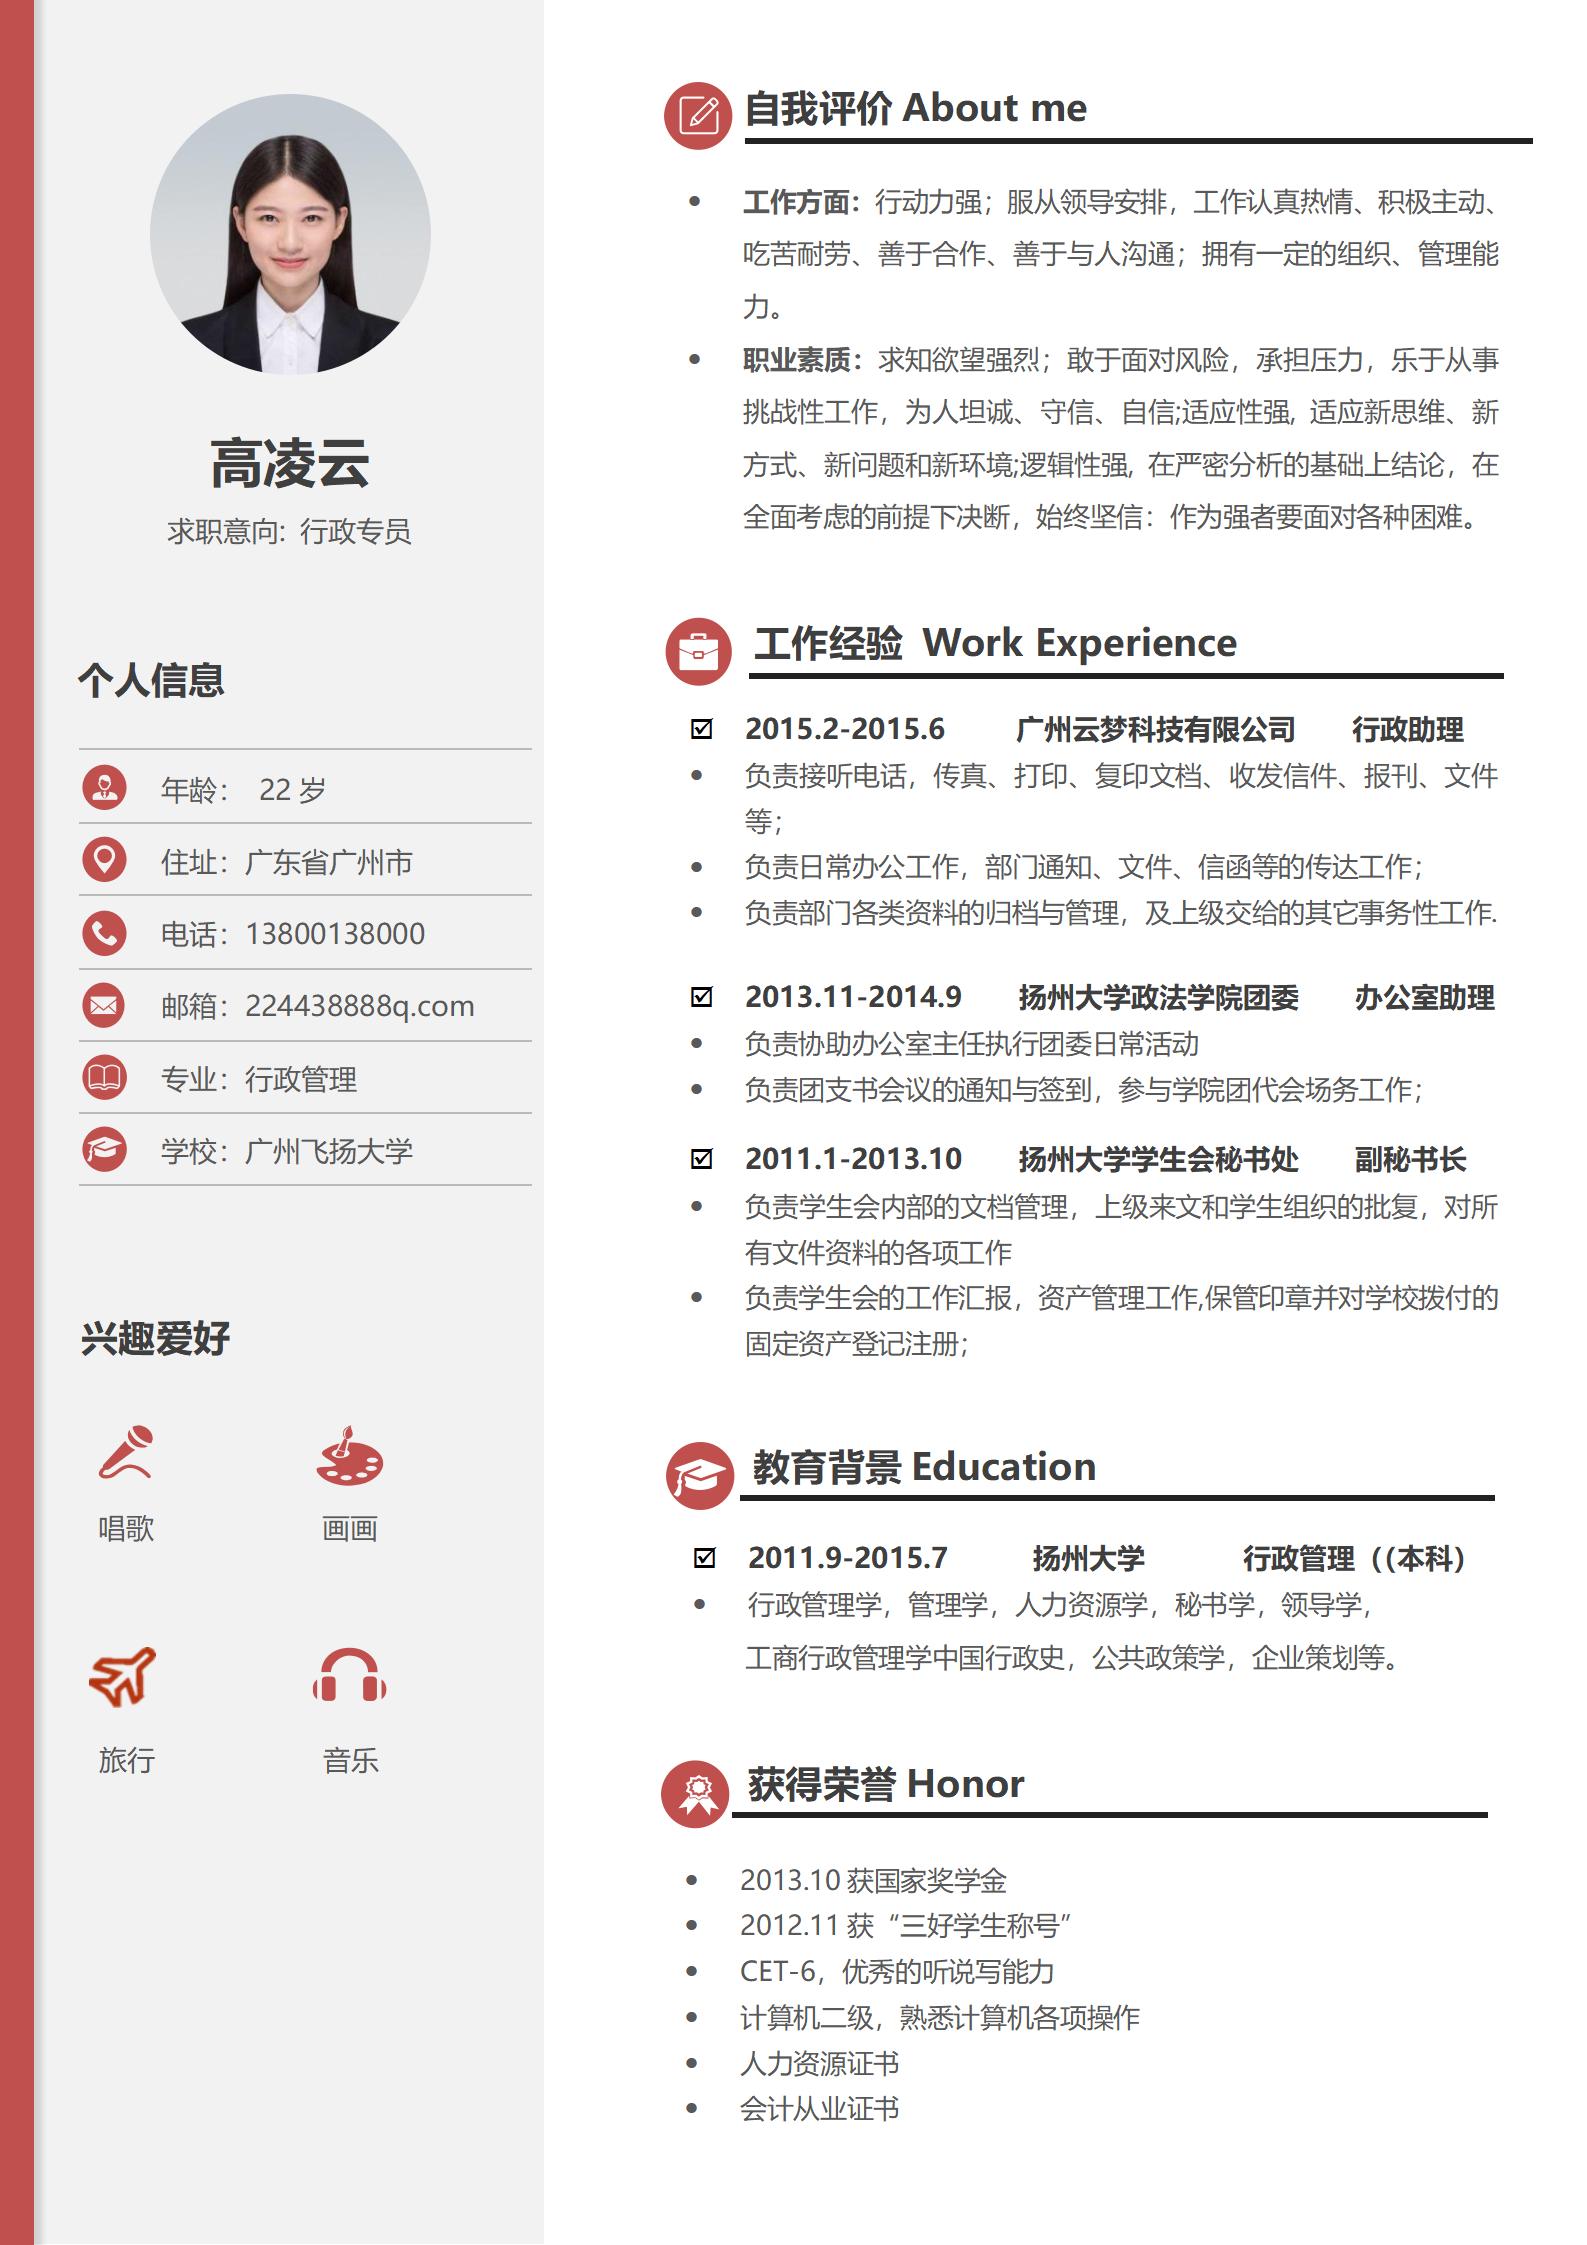 高凌云
求职意向: 行政专员
个人信息
年龄： 22 岁
住址：广东省广州市
电话：13800138000
邮箱：224438888q.com
专业：行政管理
学校：广州飞扬大学
兴趣爱好
唱歌 画画
旅行 音乐
自我评价 About me
工作方面：行动力强；服从领导安排，工作认真热情、积极主动、
吃苦耐劳、善于合作、善于与人沟通；拥有一定的组织、管理能
力。
职业素质：求知欲望强烈；敢于面对风险，承担压力，乐于从事
挑战性工作，为人坦诚、守信、自信;适应性强, 适应新思维、新
方式、新问题和新环境;逻辑性强, 在严密分析的基础上结论，在
全面考虑的前提下决断，始终坚信：作为强者要面对各种困难。
工作经验 Work Experience
2015.2-2015.6 广州云梦科技有限公司 行政助理
负责接听电话，传真、打印、复印文档、收发信件、报刊、文件
等；
负责日常办公工作，部门通知、文件、信函等的传达工作；
负责部门各类资料的归档与管理，及上级交给的其它事务性工作.
2013.11-2014.9 扬州大学政法学院团委 办公室助理
负责协助办公室主任执行团委日常活动
负责团支书会议的通知与签到，参与学院团代会场务工作；
2011.1-2013.10 扬州大学学生会秘书处 副秘书长
负责学生会内部的文档管理，上级来文和学生组织的批复，对所
有文件资料的各项工作
负责学生会的工作汇报，资产管理工作,保管印章并对学校拨付的
固定资产登记注册；
教育背景 Education
2011.9-2015.7 扬州大学 行政管理（(本科）
行政管理学，管理学，人力资源学，秘书学，领导学，
工商行政管理学中国行政史，公共政策学，企业策划等。
获得荣誉 Honor
2013.10 获国家奖学金
2012.11 获“三好学生称号”
CET-6，优秀的听说写能力
计算机二级，熟悉计算机各项操作
人力资源证书
会计从业证书